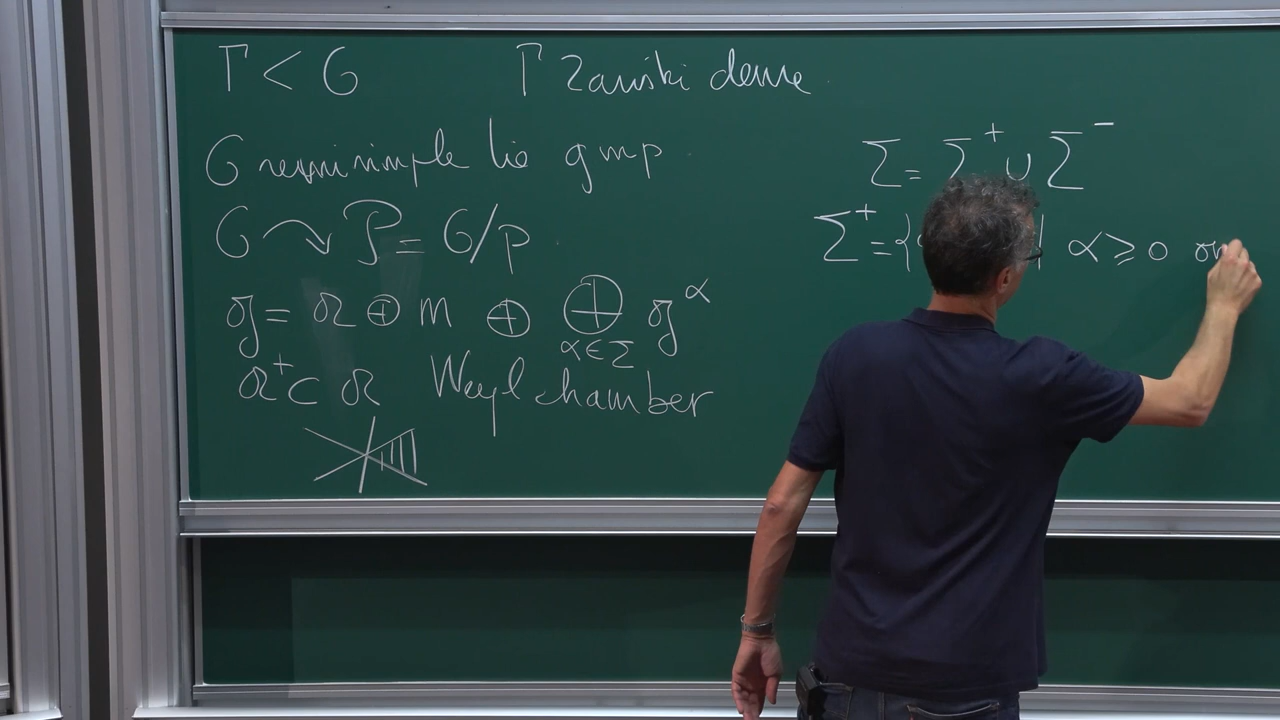 Γ < G Γ Zariski dense
G semisimple Lie group
G ↷ 𝒫 = G/P
𝔤 = 𝔞 ⊕ m ⊕ ⊕_{α∈Σ} 𝔤^α
𝔞⁺ ⊂ 𝔞 Weyl chamber
Σ = Σ⁺ ∪ Σ⁻
Σ⁺ = { | α ⩾ 0 on